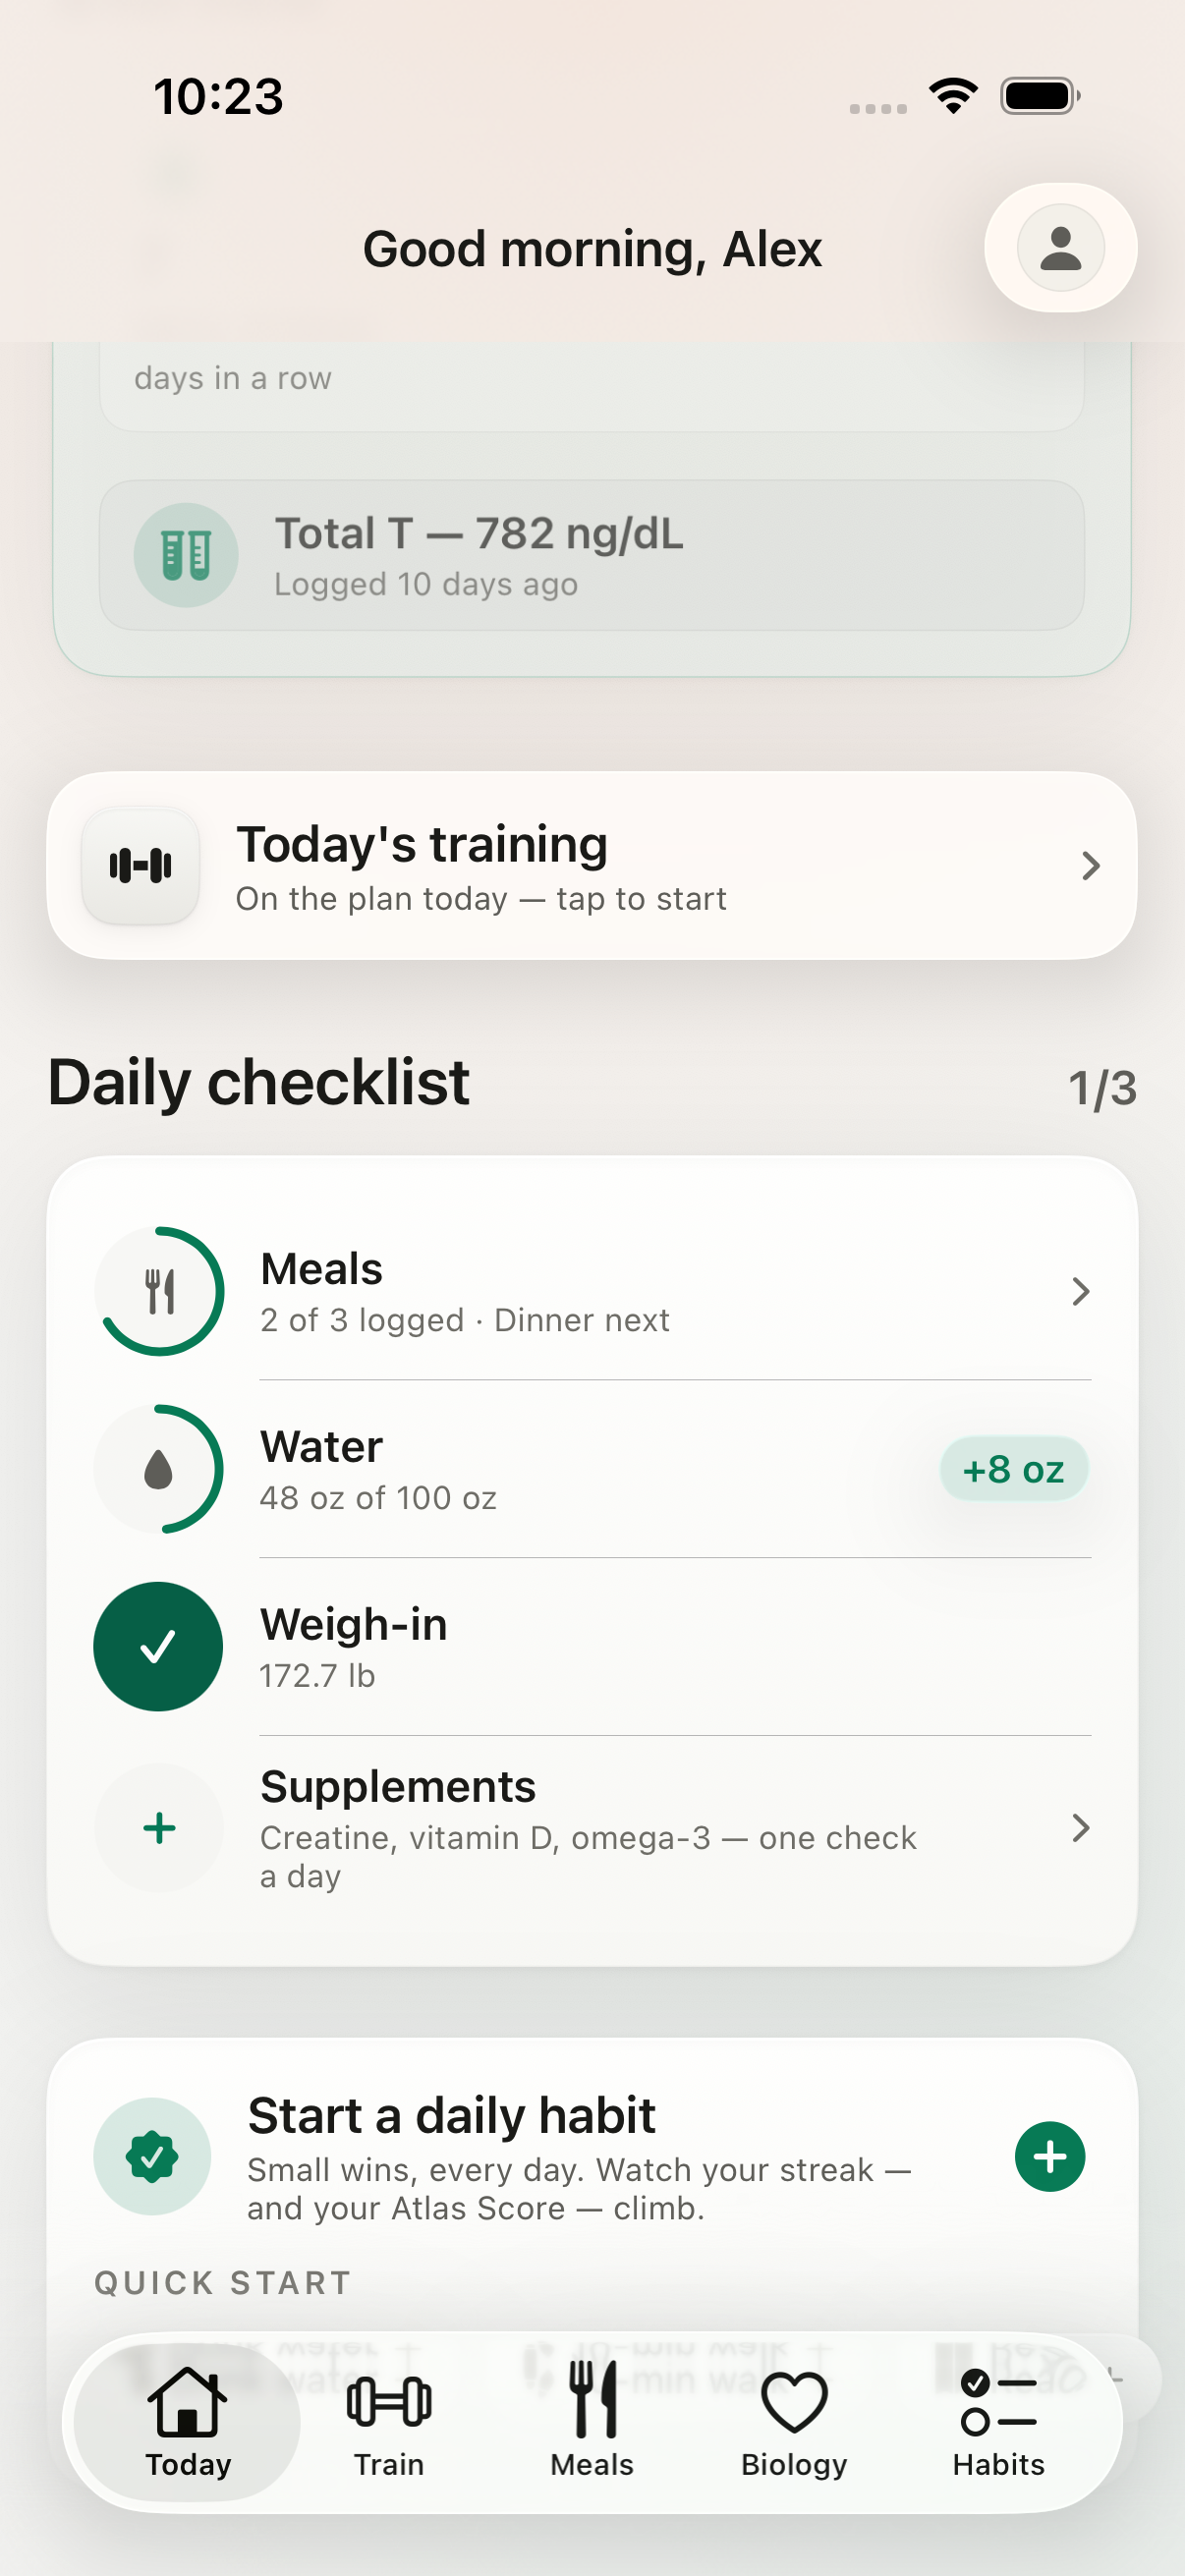 10:23
Good morning, Alex
days in a row
Total T — 782 ng/dL
Logged 10 days ago
Today's training
On the plan today — tap to start
Daily checklist
1/3
Meals
2 of 3 logged · Dinner next
Water
48 oz of 100 oz
+8 oz
Weigh-in
172.7 lb
Supplements
Creatine, vitamin D, omega-3 — one check
a day
Start a daily habit
Small wins, every day. Watch your streak —
and your Atlas Score — climb.
QUICK START
water
-min walk
Today
Train
Meals
Biology
Habits